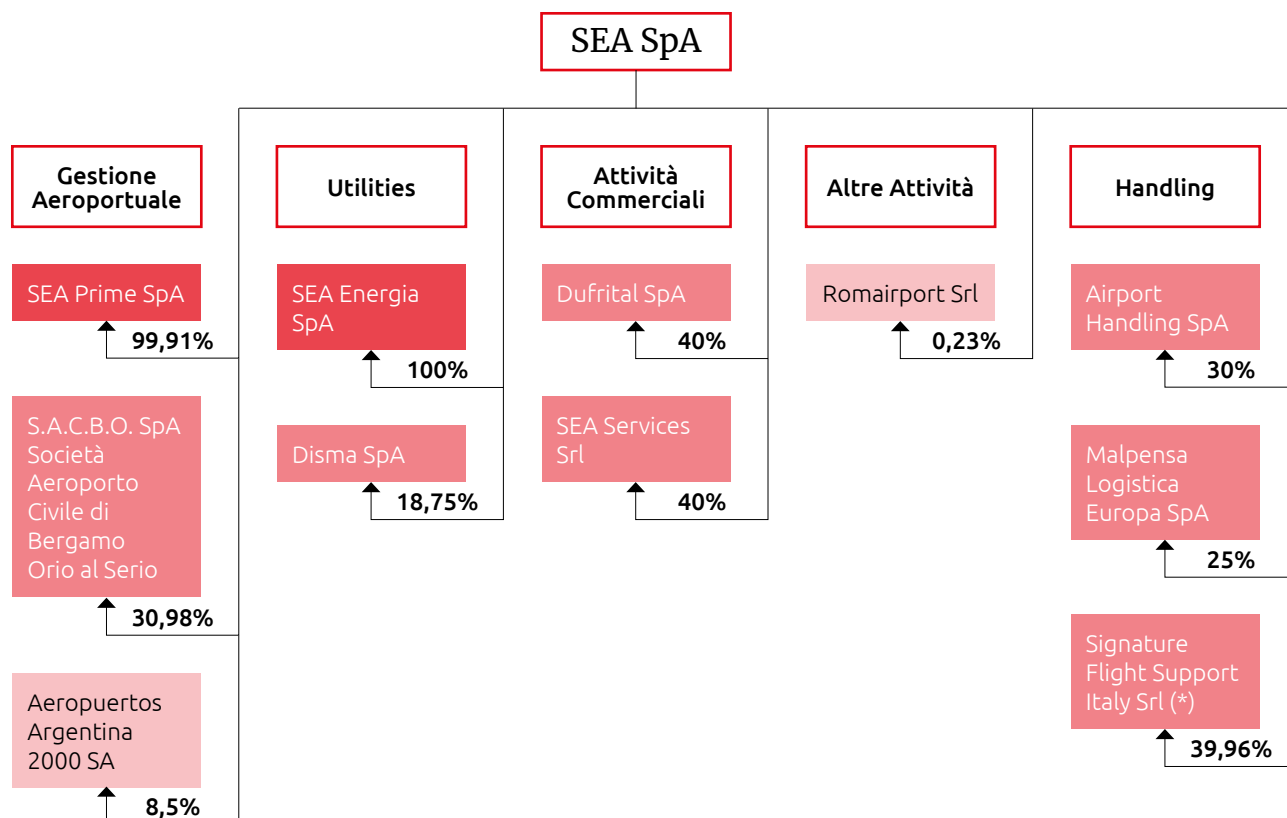 SEA SpA
Gestione
Aeroportuale
SEA Prime SpA
99,91%
S.A.C.B.O. SpA
Società
Aeroporto
Civile di
Bergamo
Orio al Serio
30,98%
Aeropuertos
Argentina
2000 SA
8,5%
Utilities
SEA Energia
SpA
100%
Disma SpA
18,75%
Attività
Commerciali
Dufrital SpA
40%
SEA Services
Srl
40%
Altre Attività
Romairport Srl
0,23%
Handling
Airport
Handling SpA
30%
Malpensa
Logistica
Europa SpA
25%
Signature
Flight Support
Italy Srl (*)
39,96%